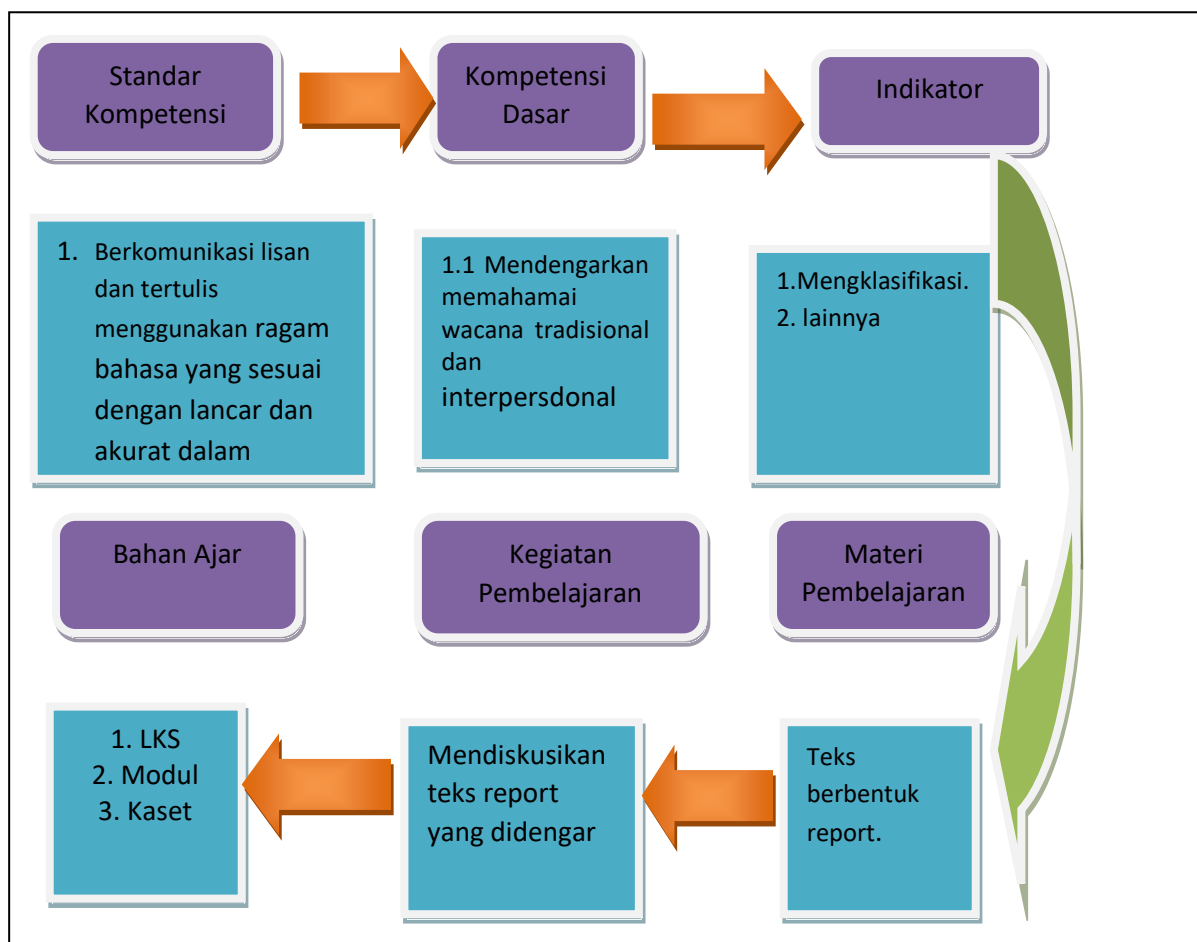 Standar
Kompetensi
Kompetensi
Dasar
Indikator
1. Berkomunikasi lisan
dan tertulis
menggunakan ragam
bahasa yang sesuai
dengan lancar dan
akurat dalam
1.1 Mendengarkan
memahamai
wacana tradisional
dan
interpersdonal
1.Mengklasifikasi.
2. lainnya
Bahan Ajar
Kegiatan
Pembelajaran
Materi
Pembelajaran
1. LKS
2. Modul
3. Kaset
Mendiskusikan
teks report
yang didengar
Teks
berbentuk
report.